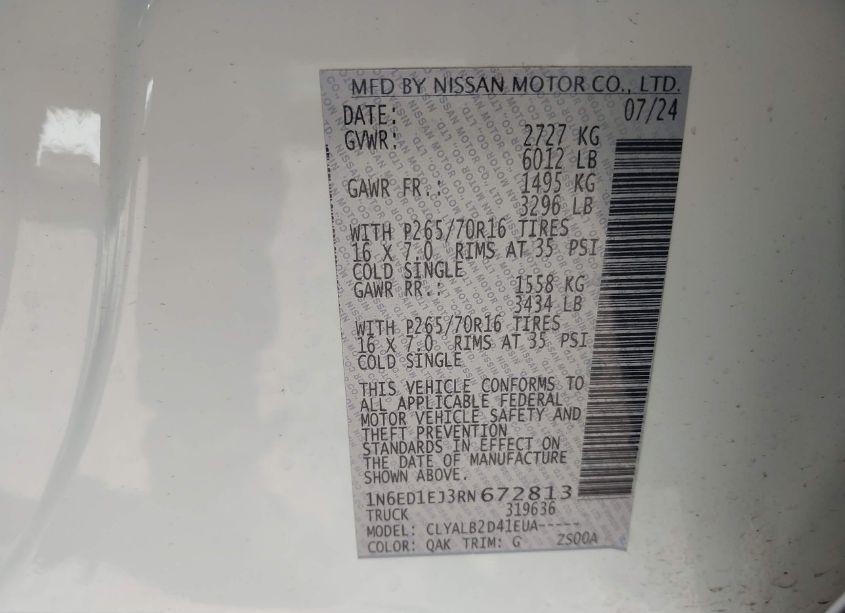 MFD BY NISSAN MOTOR CO., LTD.
DATE: 07/24
GVWR: 2727 KG
6012 LB
GAWR FR.: 1495 KG
3296 LB
WITH P265/70R16 TIRES
16 X 7.0 RIMS AT 35 PSI
COLD SINGLE
GAWR RR.: 1558 KG
3434 LB
WITH P265/70R16 TIRES
16 X 7.0 RIMS AT 35 PSI
COLD SINGLE
THIS VEHICLE CONFORMS TO
ALL APPLICABLE FEDERAL
MOTOR VEHICLE SAFETY AND
THEFT PREVENTION
STANDARDS IN EFFECT ON
THE DATE OF MANUFACTURE
SHOWN ABOVE.
1N6ED1EJ3RN672813
TRUCK 319636
MODEL: CLYALB2D41EUA-----
COLOR: QAK TRIM: G ZS00A